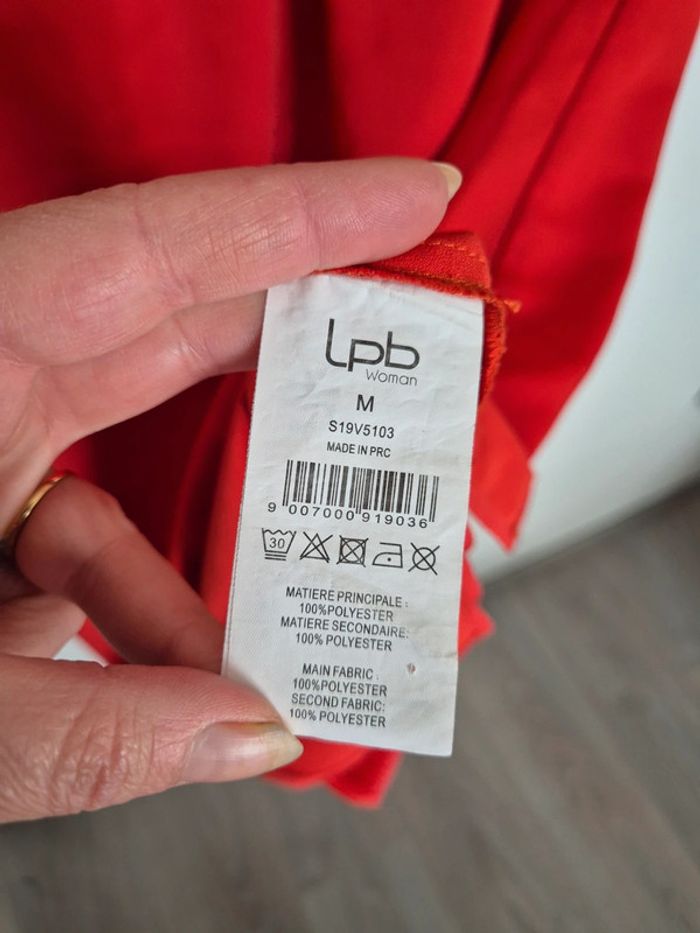 Lpb
Woman
M
S19V5103
MADE IN PRC
9 007000 919036
30
MATIERE PRINCIPALE :
100%POLYESTER
MATIERE SECONDAIRE:
100% POLYESTER
MAIN FABRIC :
100%POLYESTER
SECOND FABRIC:
100% POLYESTER